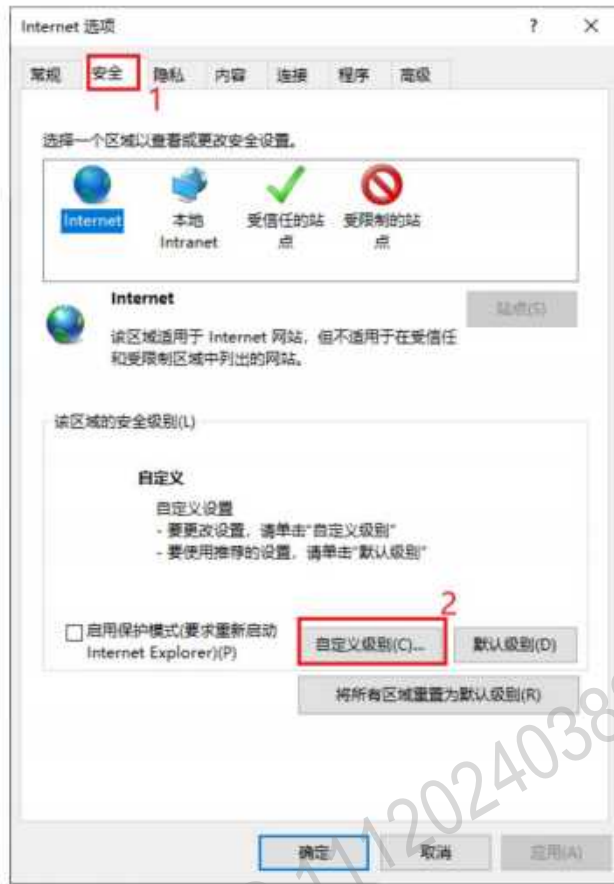 Internet 选项
? ×
常规 安全 隐私 内容 连接 程序 高级
1
选择一个区域以查看或更改安全设置。
Internet 本地 受信任的站 受限制的站
Intranet 点 点
Internet
站点(S)
该区域适用于 Internet 网站，但不适用于在受信任
和受限制区域中列出的网站。
该区域的安全级别(L)
自定义
自定义设置
- 要更改设置，请单击“自定义级别”
- 要使用推荐的设置，请单击“默认级别”
2
启用保护模式(要求重新启动
Internet Explorer)(P)
自定义级别(C)... 默认级别(D)
将所有区域重置为默认级别(R)
确定 取消 应用(A)